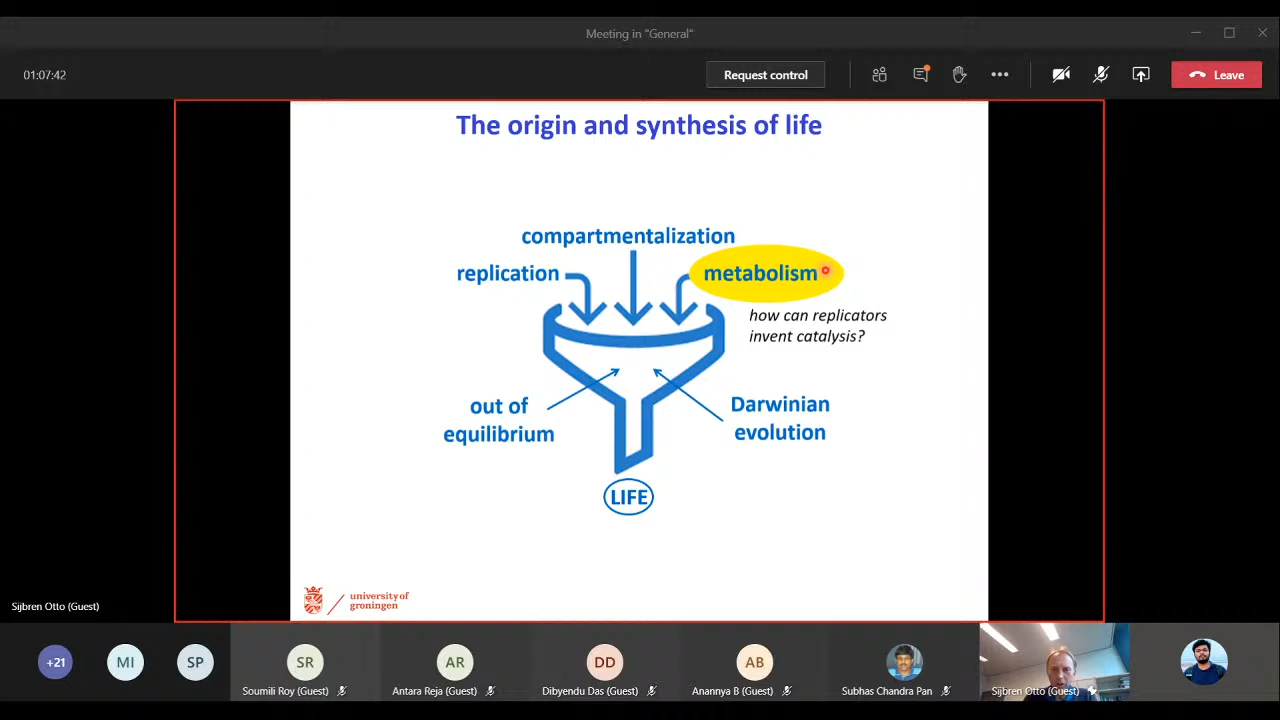 Meeting in "General"
01:07:42
Request control
Leave
The origin and synthesis of life
compartmentalization
replication
metabolism
how can replicators
invent catalysis?
out of
equilibrium
Darwinian
evolution
LIFE
university of
groningen
Sijbren Otto (Guest)
+21
MI
SP
SR
Soumili Roy (Guest)
AR
Antara Reja (Guest)
DD
Dibyendu Das (Guest)
AB
Anannya B (Guest)
Subhas Chandra Pan
Sijbren Otto (Guest)